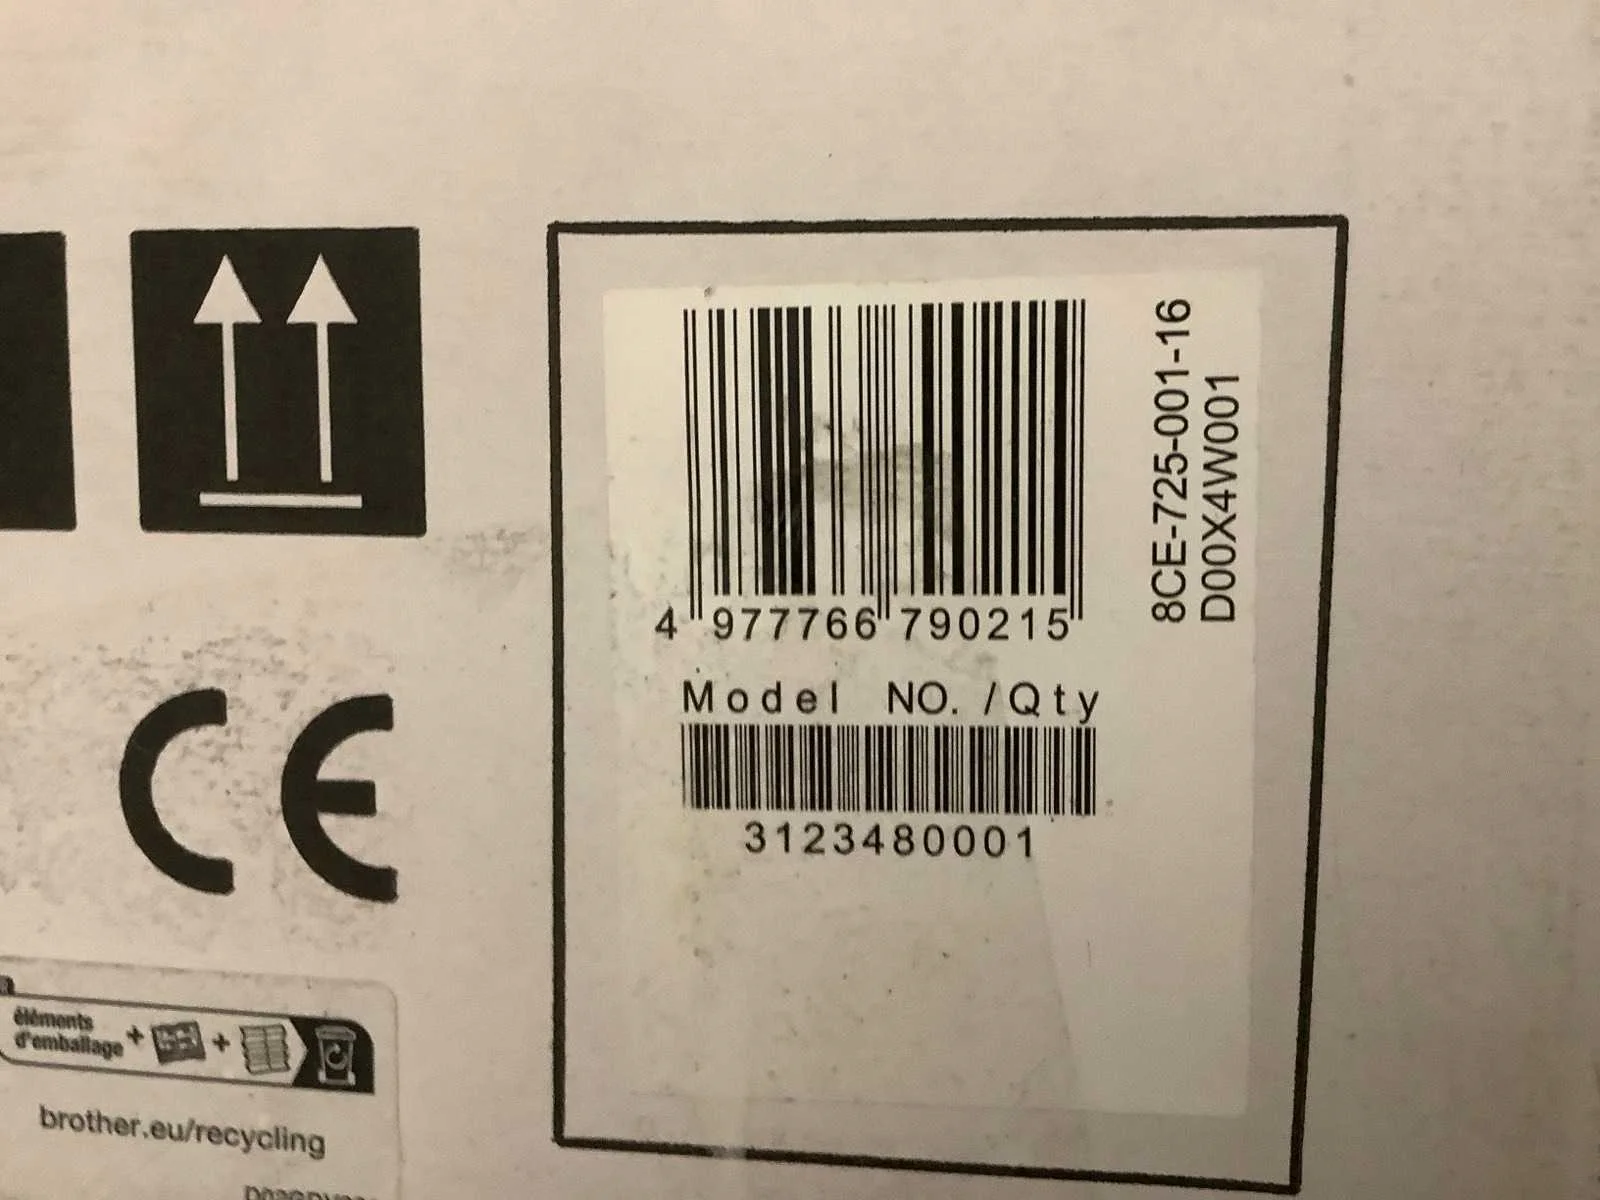 4 977766 790215
Model NO. /Qty
3123480001
8CE-725-001-16
D00X4W001
CE
éléments
d'emballage + +
brother.eu/recycling